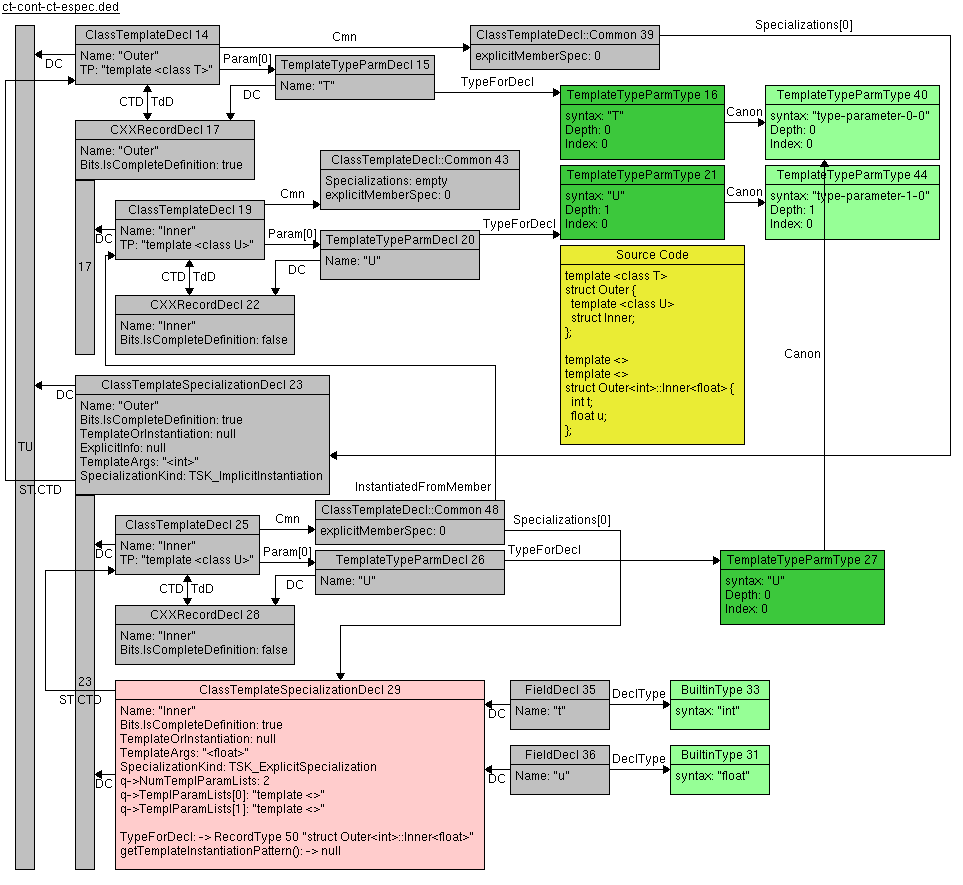 ct-cont-ct-espec.ded
ClassTemplateDecl 14
Name: "Outer"
TP: "template <class T>"
DC
Cmn
ClassTemplateDecl::Common 39
explicitMemberSpec: 0
Specializations[0]
Param[0]
TemplateTypeParmDecl 15
Name: "T"
DC
TypeForDecl
TemplateTypeParmType 16
syntax: "T"
Depth: 0
Index: 0
Canon
TemplateTypeParmType 40
syntax: "type-parameter-0-0"
Depth: 0
Index: 0
CTD
TdD
CXXRecordDecl 17
Name: "Outer"
Bits.IsCompleteDefinition: true
ClassTemplateDecl::Common 43
Specializations: empty
explicitMemberSpec: 0
Cmn
TemplateTypeParmType 21
syntax: "U"
Depth: 1
Index: 0
Canon
TemplateTypeParmType 44
syntax: "type-parameter-1-0"
Depth: 1
Index: 0
ClassTemplateDecl 19
Name: "Inner"
TP: "template <class U>"
DC
Param[0]
TemplateTypeParmDecl 20
Name: "U"
TypeForDecl
17
CTD
TdD
DC
CXXRecordDecl 22
Name: "Inner"
Bits.IsCompleteDefinition: false
Source Code
template <class T>
struct Outer {
template <class U>
struct Inner;
};
template <>
template <>
struct Outer<int>::Inner<float> {
int t;
float u;
};
Canon
ClassTemplateSpecializationDecl 23
Name: "Outer"
Bits.IsCompleteDefinition: true
TemplateOrInstantiation: null
ExplicitInfo: null
TemplateArgs: "<int>"
SpecializationKind: TSK_ImplicitInstantiation
DC
TU
ST:CTD
InstantiatedFromMember
ClassTemplateDecl::Common 48
explicitMemberSpec: 0
Specializations[0]
Cmn
ClassTemplateDecl 25
Name: "Inner"
TP: "template <class U>"
DC
Param[0]
TemplateTypeParmDecl 26
Name: "U"
TypeForDecl
TemplateTypeParmType 27
syntax: "U"
Depth: 0
Index: 0
CTD
TdD
DC
CXXRecordDecl 28
Name: "Inner"
Bits.IsCompleteDefinition: false
23
ST:CTD
ClassTemplateSpecializationDecl 29
Name: "Inner"
Bits.IsCompleteDefinition: true
TemplateOrInstantiation: null
TemplateArgs: "<float>"
SpecializationKind: TSK_ExplicitSpecialization
q->NumTemplParamLists: 2
q->TemplParamLists[0]: "template <>"
q->TemplParamLists[1]: "template <>"
TypeForDecl: -> RecordType 50 "struct Outer<int>::Inner<float>"
getTemplateInstantiationPattern(): -> null
DC
FieldDecl 35
Name: "t"
DC
DeclType
BuiltinType 33
syntax: "int"
FieldDecl 36
Name: "u"
DC
DeclType
BuiltinType 31
syntax: "float"